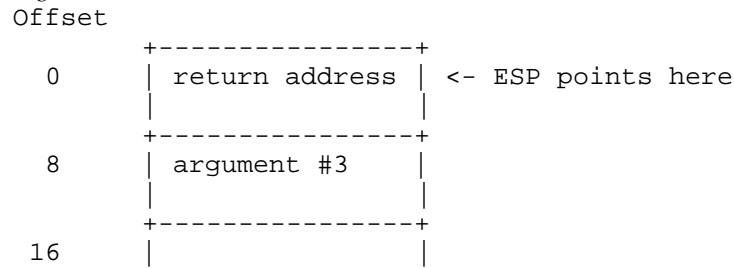 Offset
+----------------+
0 | return address | <- ESP points here
| |
+----------------+
8 | argument #3 |
| |
+----------------+
16 | |